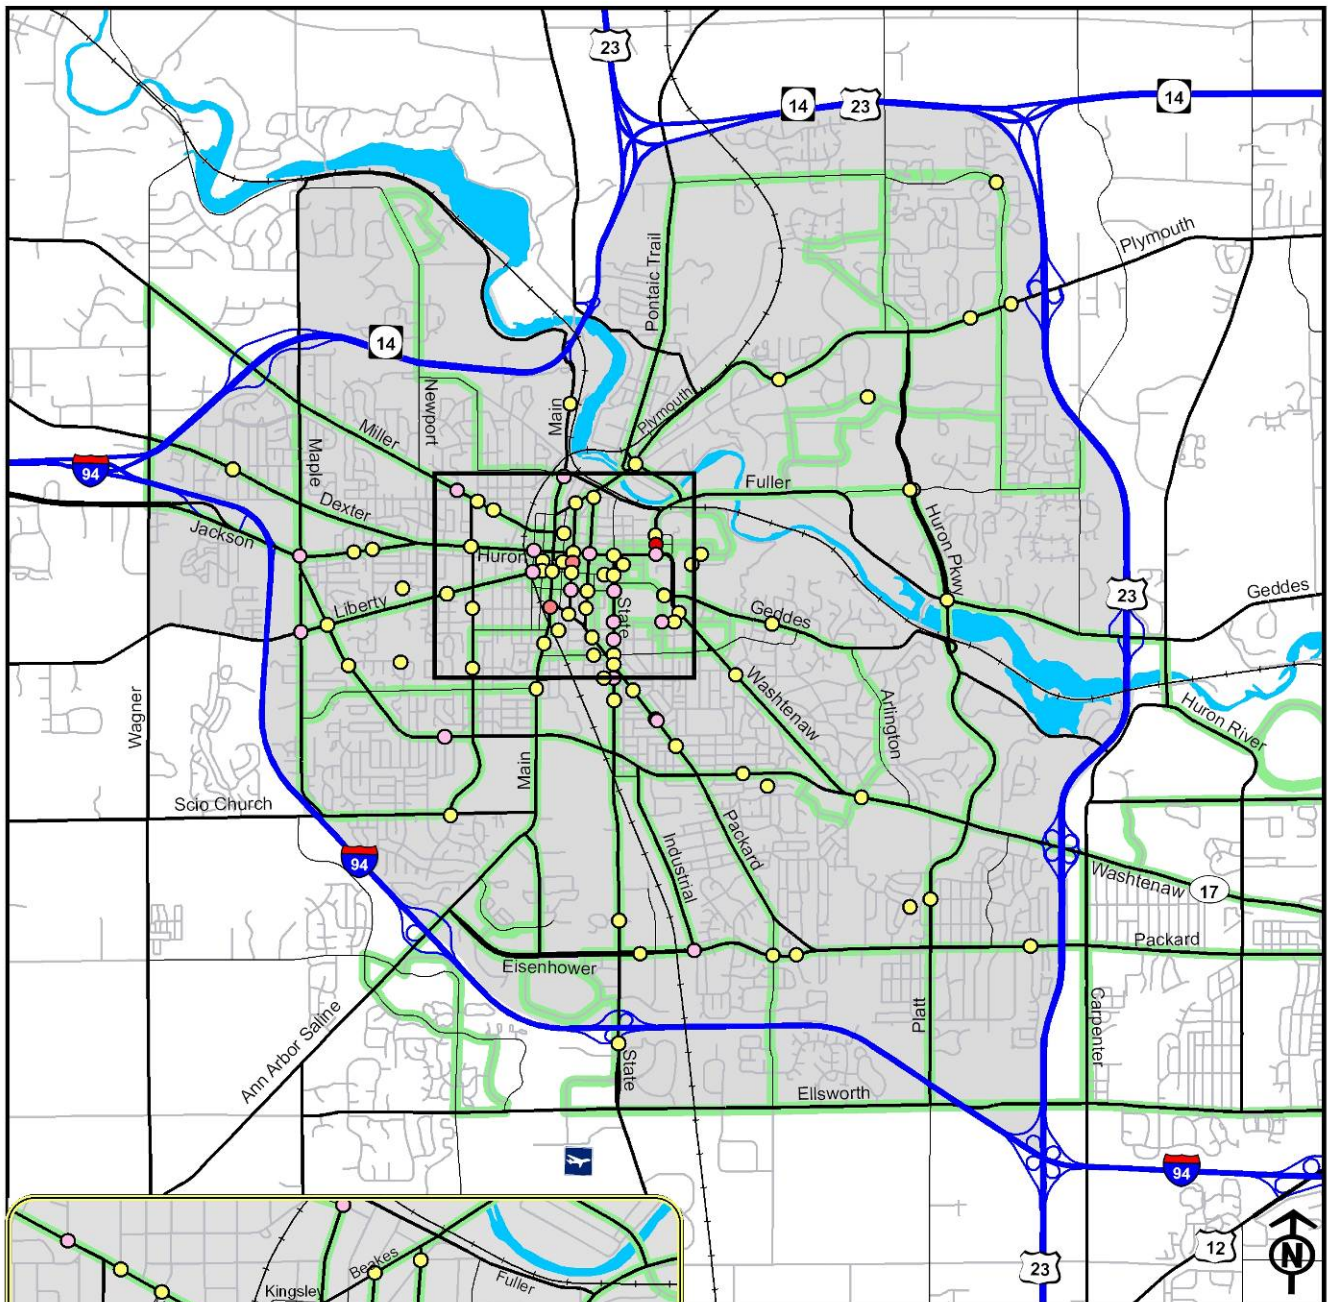 23
14
23
14
Plymouth
Pontaic Trail
14
Newport
Main
Plymouth
Miller
Maple
94
Dexter
Fuller
Jackson
Huron
Huron Pkwy
Liberty
State
Geddes
23
Geddes
Wagner
Washtenaw
Arlington
Huron River
Main
Scio Church
Packard
Industrial
94
Washtenaw
17
Packard
Eisenhower
Platt
Carpenter
Ann Arbor Saline
State
Ellsworth
94
12
23
N
Beakes
Kingsley
Fuller